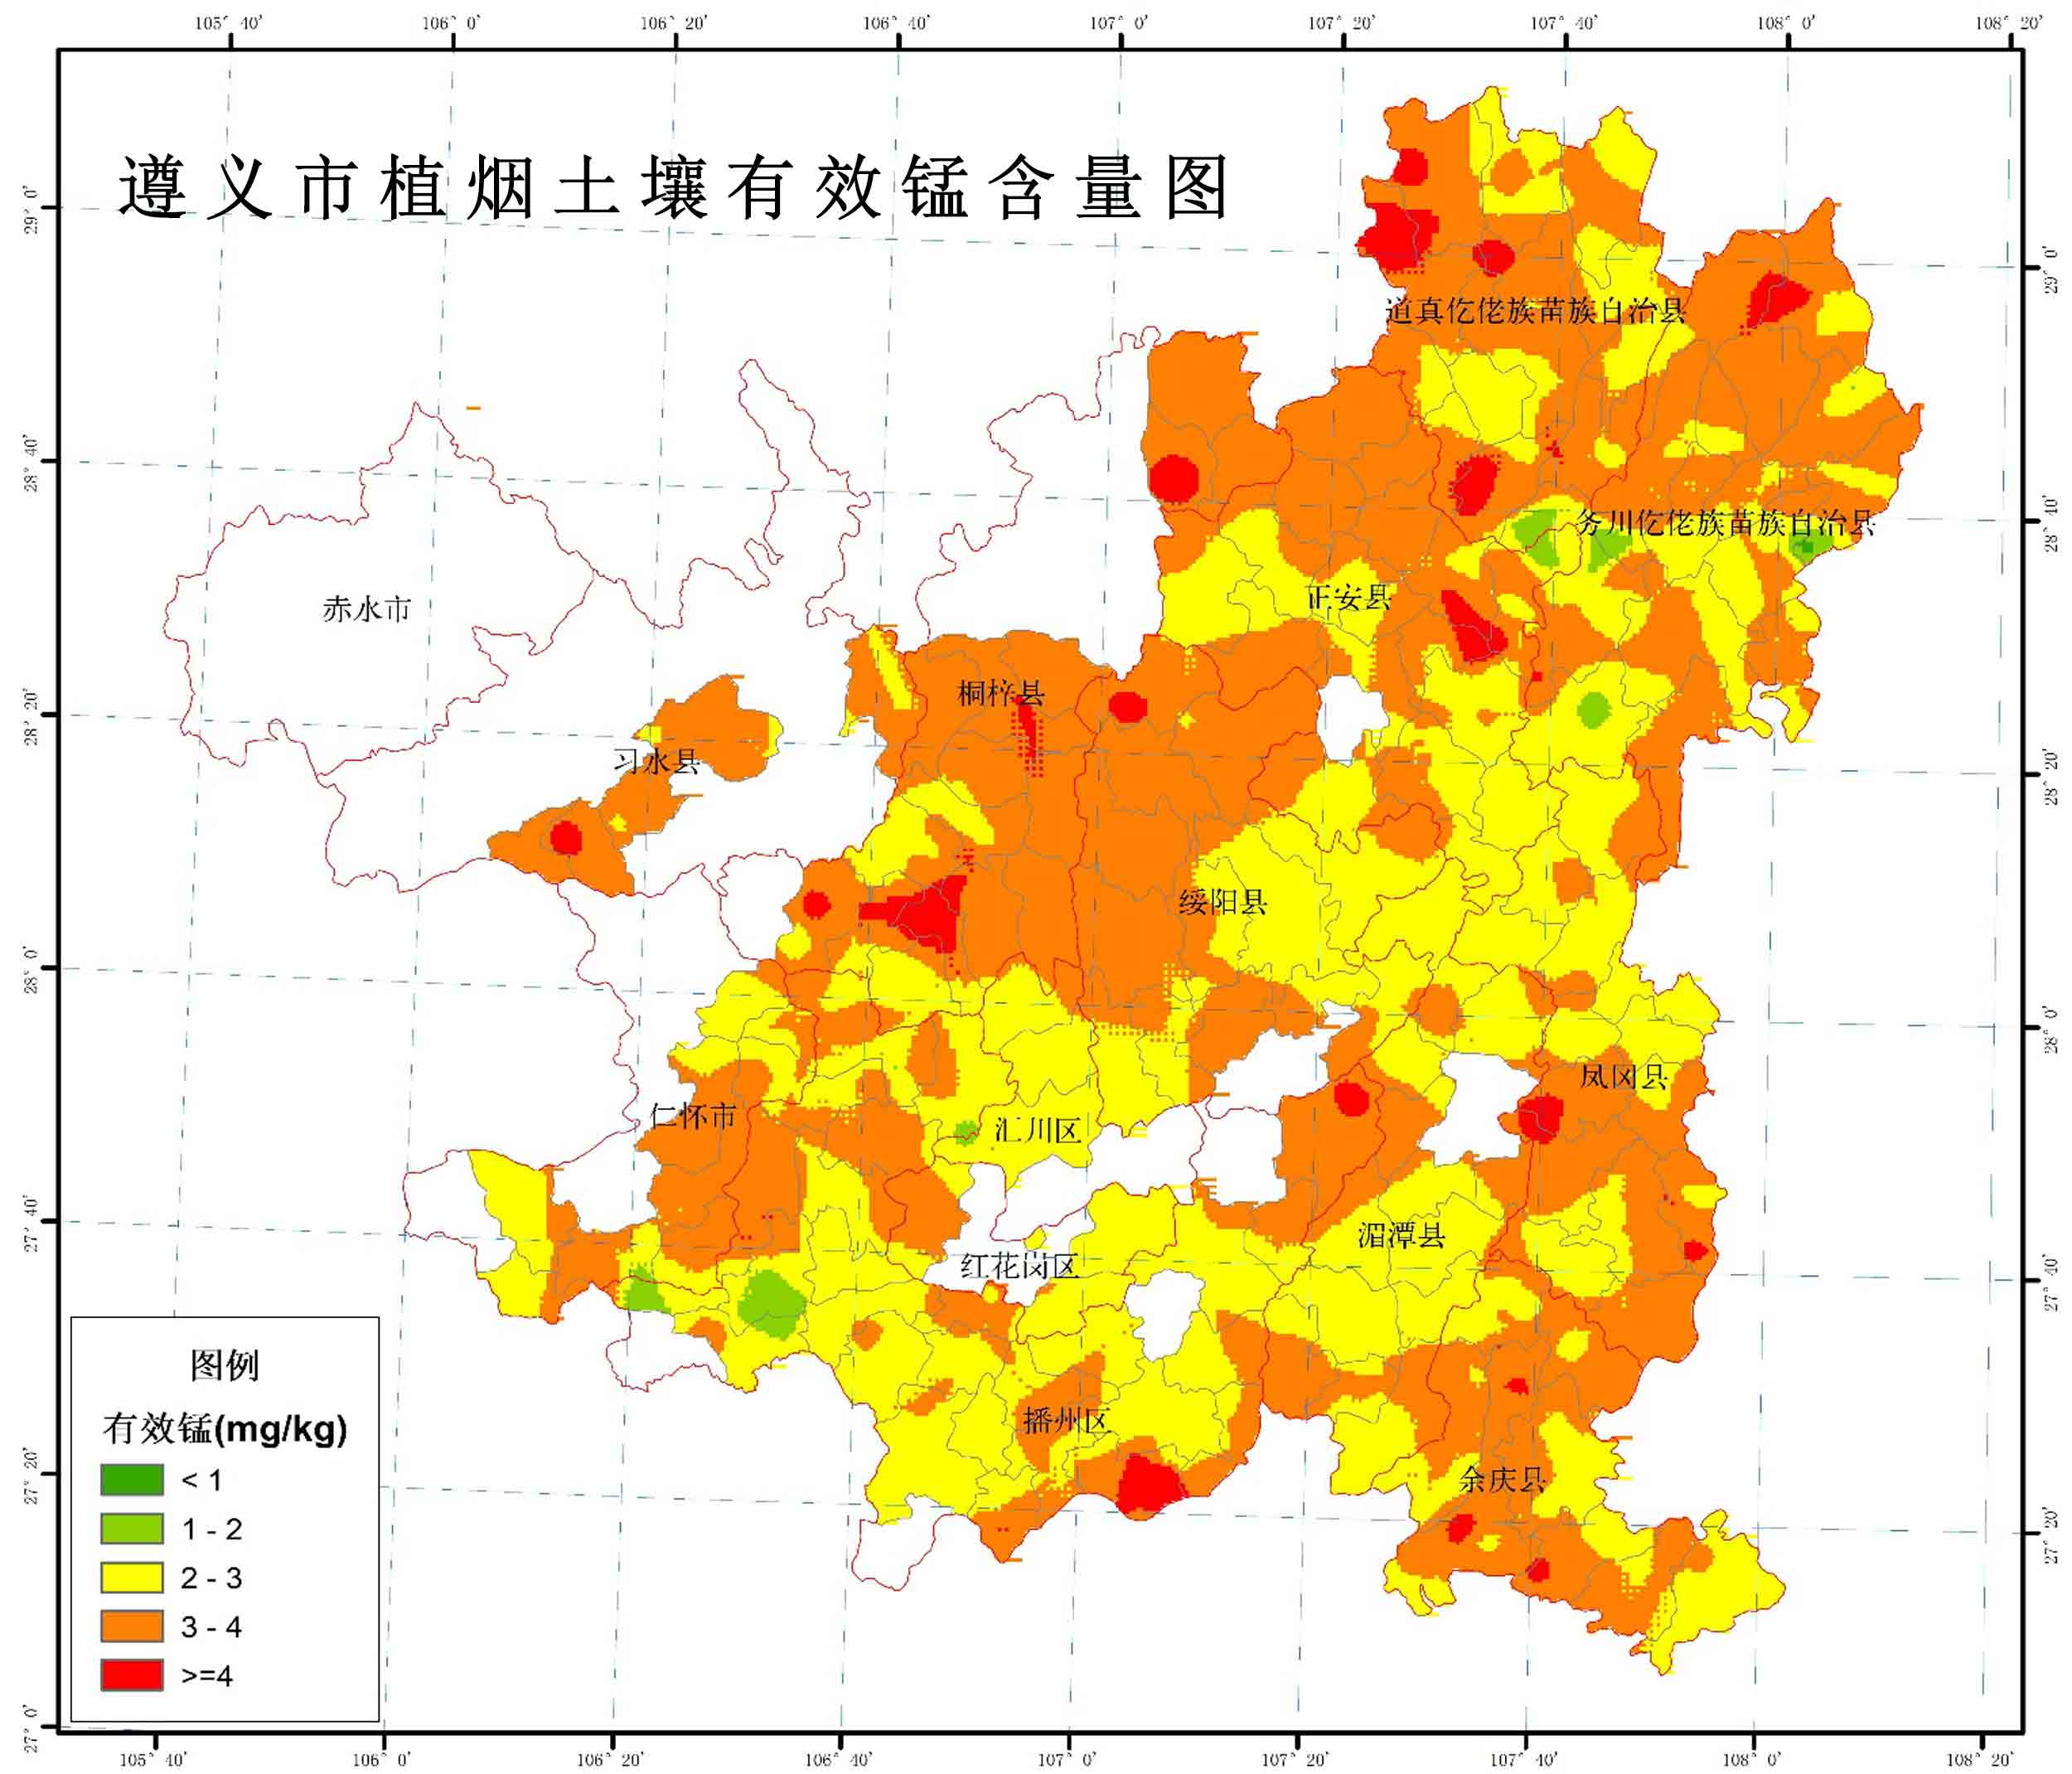 105° 40′ 106° 0′ 106° 20′ 106° 40′ 107° 0′ 107° 20′ 107° 40′ 108° 0′ 108° 20′
遵义市植烟土壤有效锰含量图
29° 0′
28° 40′
28° 20′
28° 0′
27° 40′
27° 20′
27° 0′
29° 0′
28° 40′
28° 20′
28° 0′
27° 40′
27° 20′
道真仡佬族苗族自治县
务川仡佬族苗族自治县
正安县
赤水市
桐梓县
习水县
绥阳县
凤冈县
仁怀市
汇川区
湄潭县
红花岗区
播州区
余庆县
图例
有效锰(mg/kg)
< 1
1 - 2
2 - 3
3 - 4
>=4
105° 40′ 106° 0′ 106° 20′ 106° 40′ 107° 0′ 107° 20′ 107° 40′ 108° 0′ 108° 20′